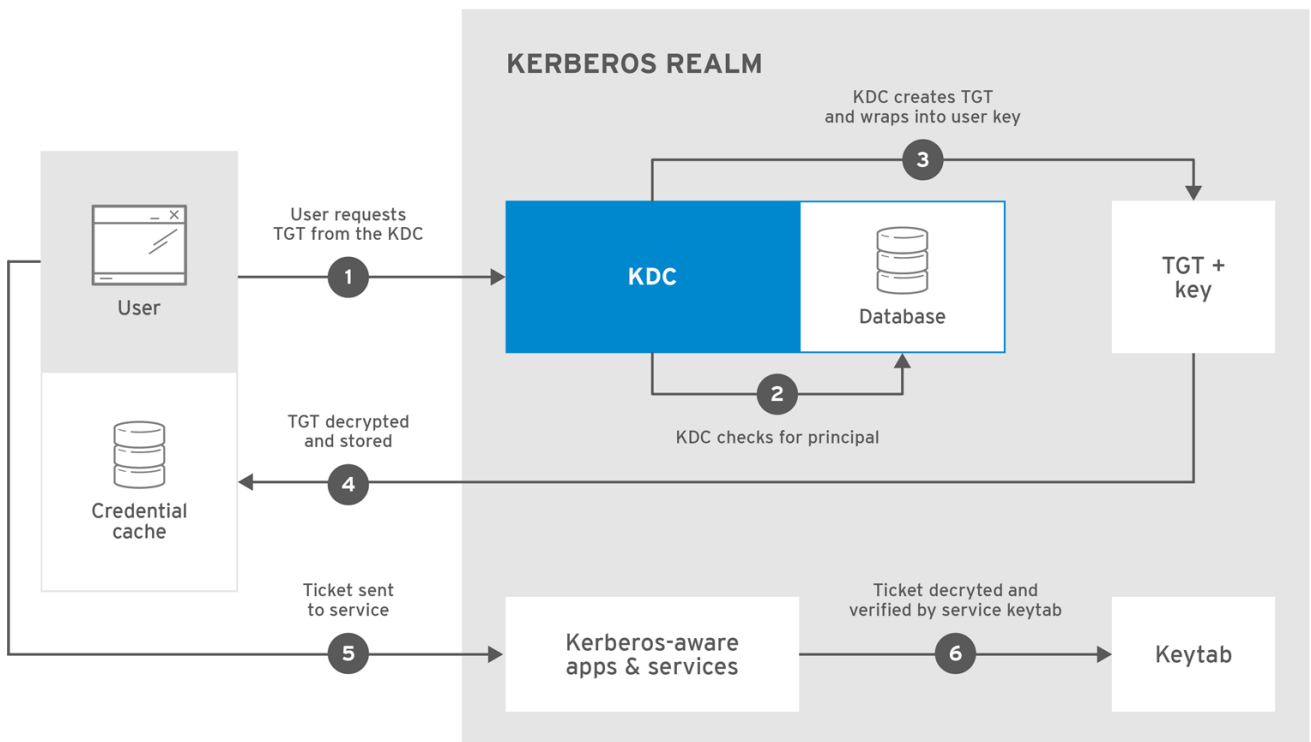 KERBEROS REALM
KDC creates TGT
and wraps into user key
3
User requests
TGT from the KDC
1
User
KDC
Database
TGT +
key
2
KDC checks for principal
TGT decrypted
and stored
4
Credential
cache
Ticket sent
to service
5
Kerberos-aware
apps & services
Ticket decryted and
verified by service keytab
6
Keytab